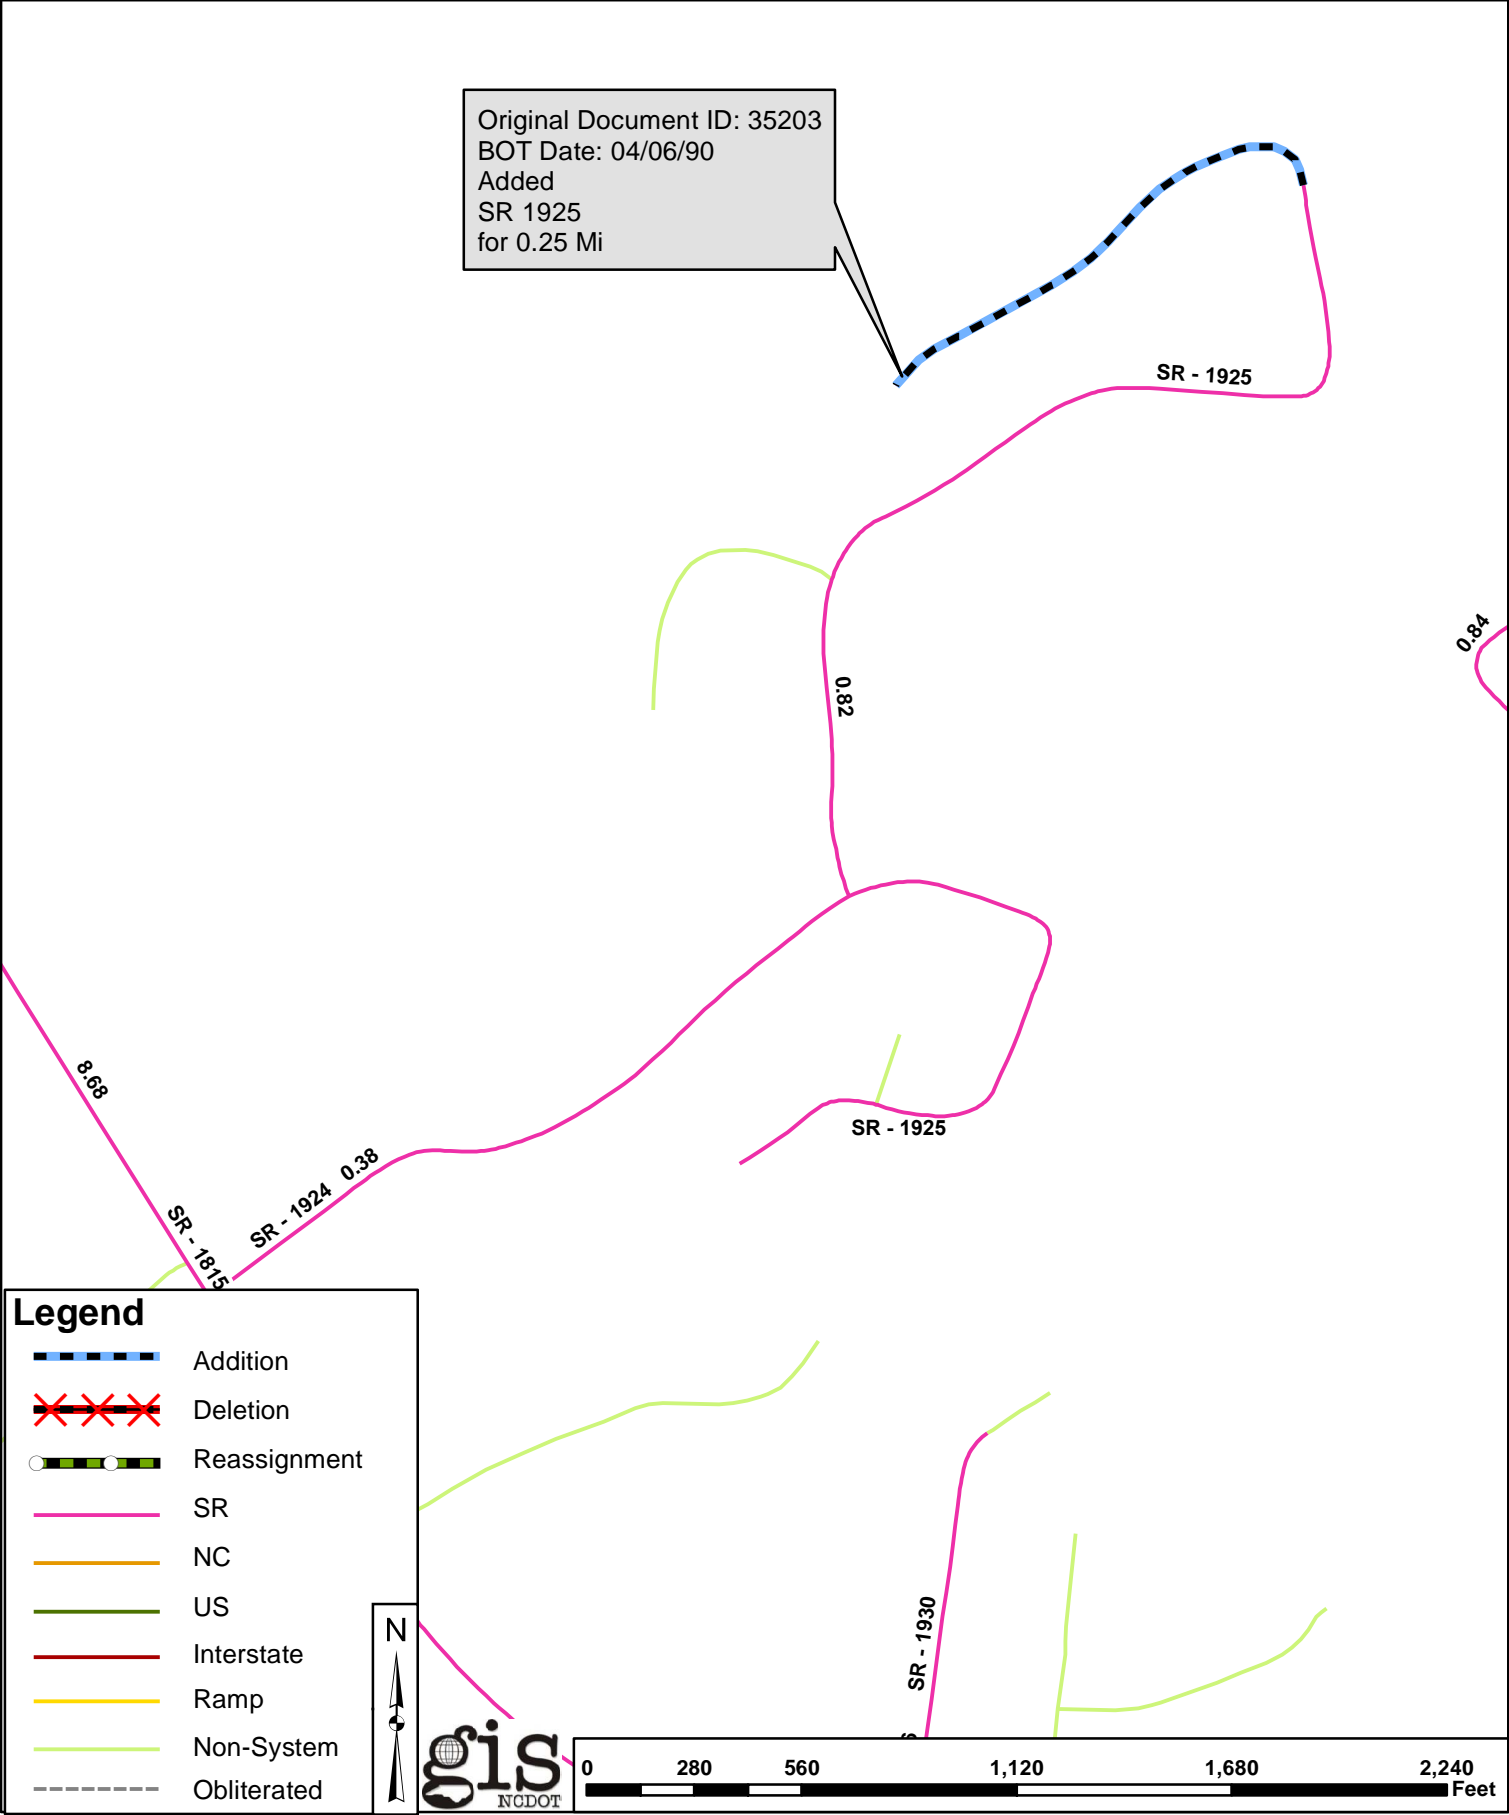 Original Document ID: 35203
BOT Date: 04/06/90
Added
SR 1925
for 0.25 Mi
SR - 1925
0.84
0.82
8.68
SR - 1925
SR - 1924 0.38
SR - 1815
Legend
Addition
Deletion
Reassignment
SR
NC
US
Interstate
Ramp
Non-System
Obliterated
N
SR - 1930
gis
NCDOT
0 280 560 1,120 1,680 2,240
Feet